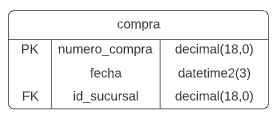 compra
PK numero_compra decimal(18,0)
fecha datetime2(3)
FK id_sucursal decimal(18,0)